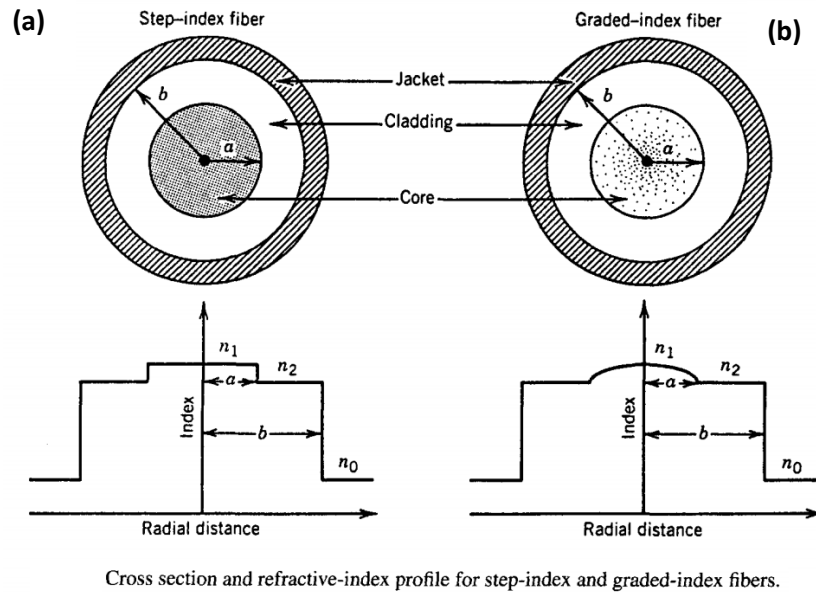 (a)
Step–index fiber
Graded–index fiber
(b)
Jacket
b
b
Cladding
a
a
Core
n1
n2
a
b
n0
Index
Radial distance
n1
n2
a
b
n0
Index
Radial distance
Cross section and refractive-index profile for step-index and graded-index fibers.